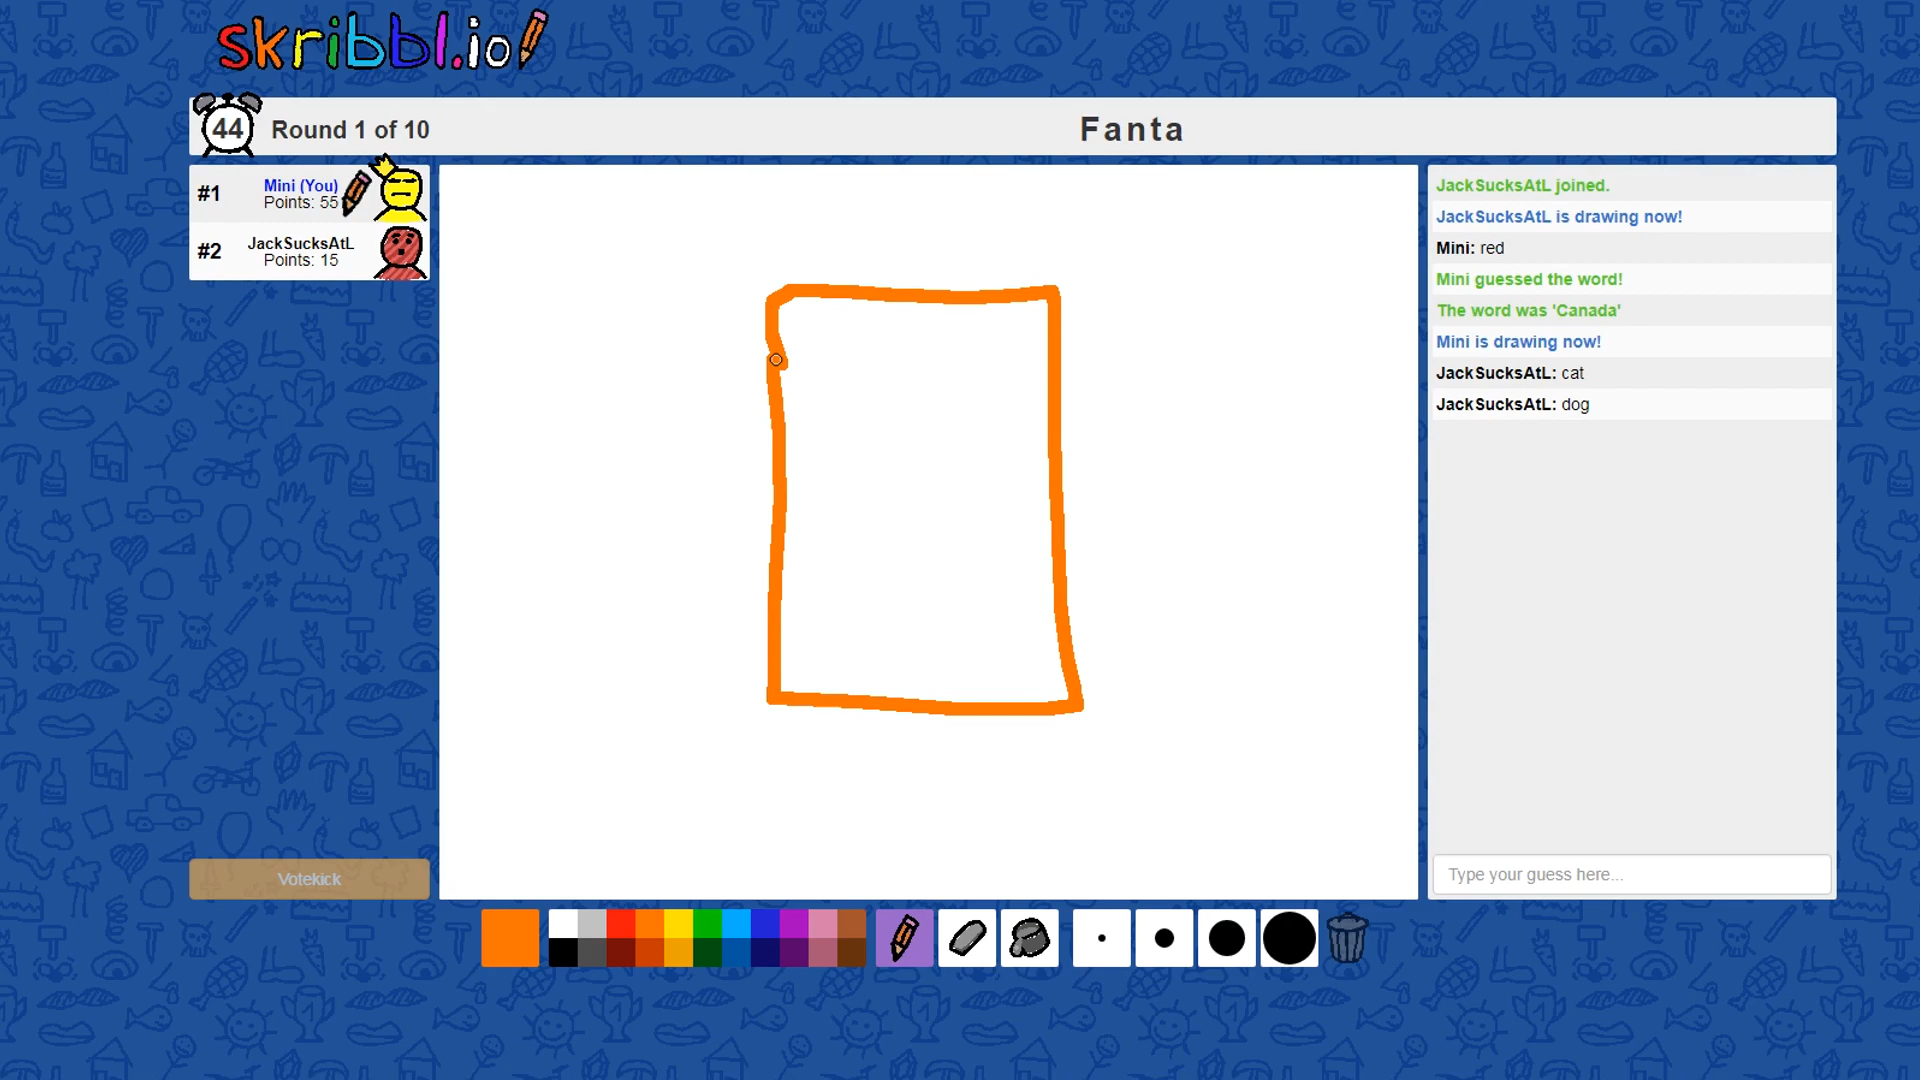 skribbl.io
44
Round 1 of 10
Fanta
#1
Mini (You)
Points: 55
#2
JackSucksAtL
Points: 15
JackSucksAtL joined.
JackSucksAtL is drawing now!
Mini: red
Mini guessed the word!
The word was 'Canada'
Mini is drawing now!
JackSucksAtL: cat
JackSucksAtL: dog
Votekick
Type your guess here...